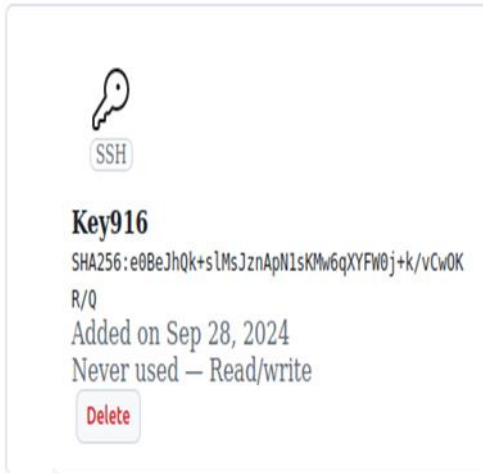 SSH
Key916
SHA256:e0BeJhQk+slMsJznApN1sKMw6qXYFW0j+k/vCwOK
R/Q
Added on Sep 28, 2024
Never used — Read/write
Delete